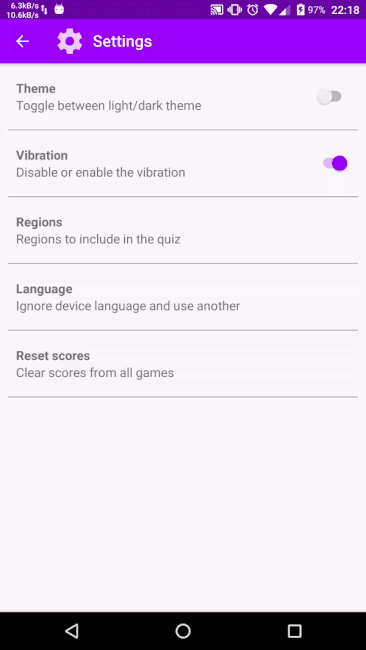 6.3kB/s
10.6kB/s
97% 22:18
Settings
Theme
Toggle between light/dark theme
Vibration
Disable or enable the vibration
Regions
Regions to include in the quiz
Language
Ignore device language and use another
Reset scores
Clear scores from all games